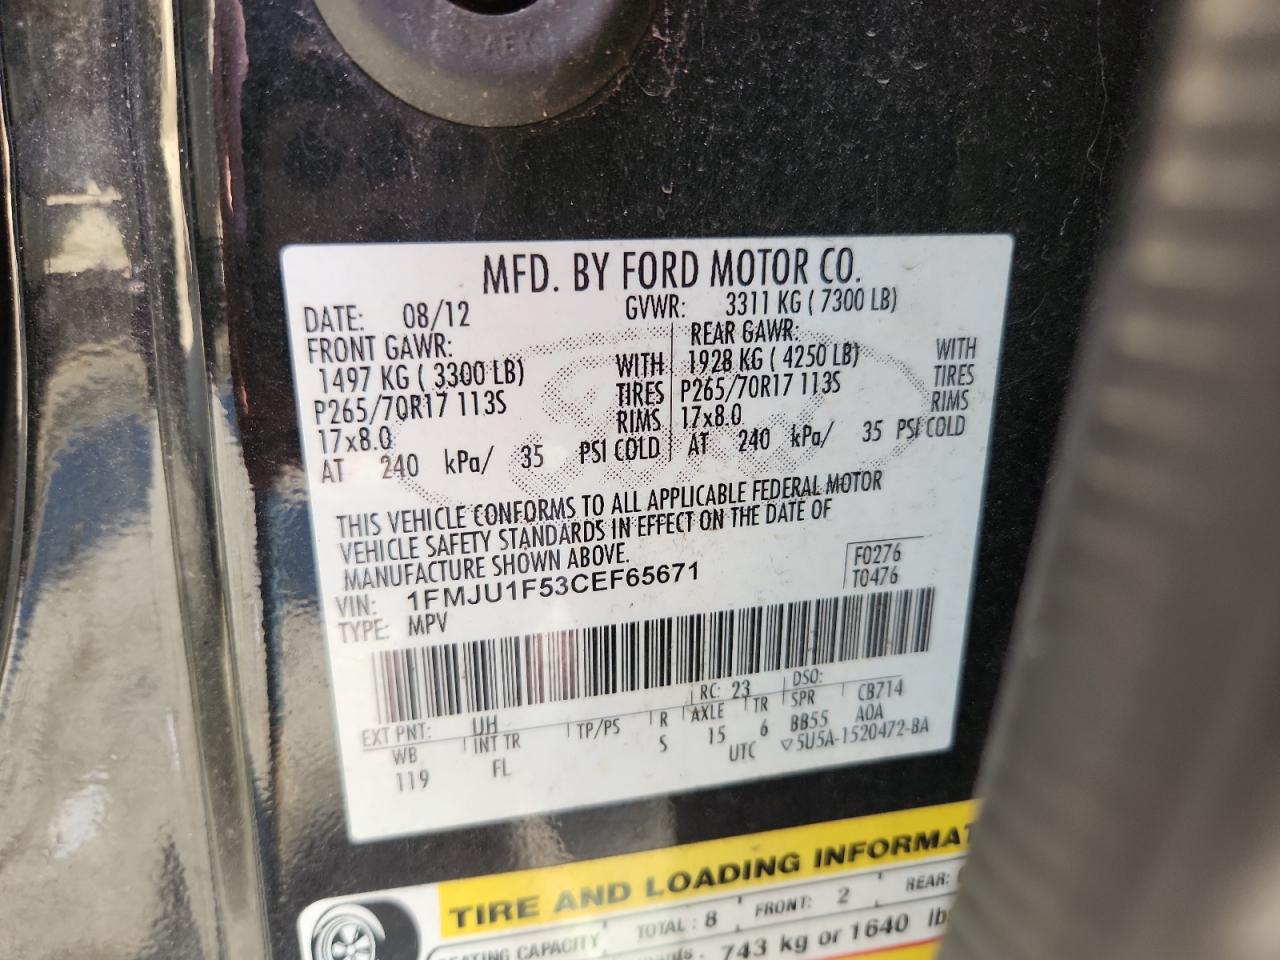 MFD. BY FORD MOTOR CO.
DATE: 08/12 GVWR: 3311 KG ( 7300 LB)
FRONT GAWR: REAR GAWR:
1497 KG ( 3300 LB) WITH 1928 KG ( 4250 LB) WITH
P265/70R17 113S TIRES P265/70R17 113S TIRES
17x8.0 RIMS 17x8.0 RIMS
AT 240 kPa/ 35 PSI COLD AT 240 kPa/ 35 PSI COLD
THIS VEHICLE CONFORMS TO ALL APPLICABLE FEDERAL MOTOR
VEHICLE SAFETY STANDARDS IN EFFECT ON THE DATE OF
MANUFACTURE SHOWN ABOVE.
F0276
VIN: 1FMJU1F53CEF65671 T0476
TYPE: MPV
RC: 23 DSO:
EXT PNT: UH
WB INT TR TP/PS R AXLE TR SPR CB714
119 FL S 15 6 BB55 AOA
UTC ▽5U5A-1520472-BA
TIRE AND LOADING INFORMAT
SEATING CAPACITY TOTAL: 8 FRONT: 2 REAR:
743 kg or 1640 lb